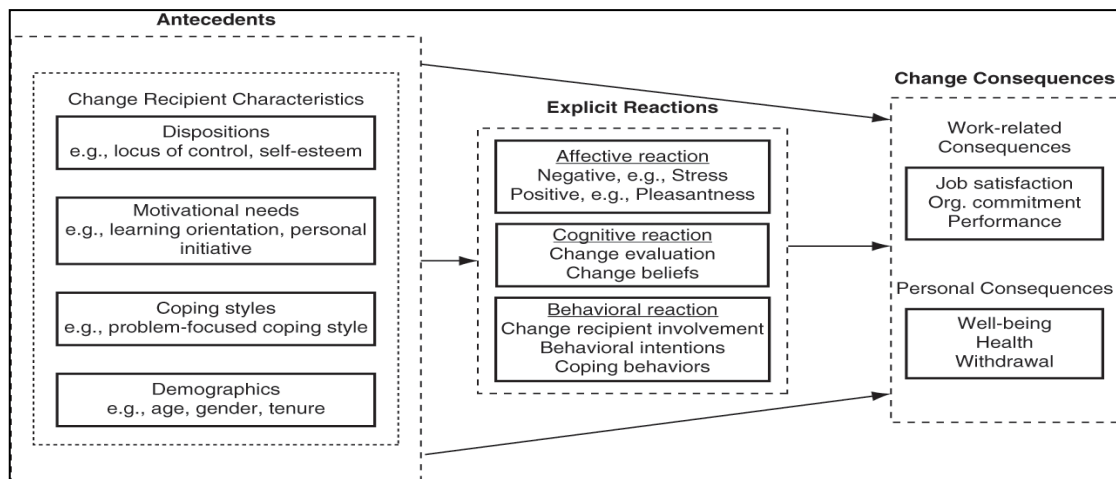 Antecedents
Change Recipient Characteristics
Dispositions
e.g., locus of control, self-esteem
Motivational needs
e.g., learning orientation, personal
initiative
Coping styles
e.g., problem-focused coping style
Demographics
e.g., age, gender, tenure
Explicit Reactions
Affective reaction
Negative, e.g., Stress
Positive, e.g., Pleasantness
Cognitive reaction
Change evaluation
Change beliefs
Behavioral reaction
Change recipient involvement
Behavioral intentions
Coping behaviors
Change Consequences
Work-related
Consequences
Job satisfaction
Org. commitment
Performance
Personal Consequences
Well-being
Health
Withdrawal